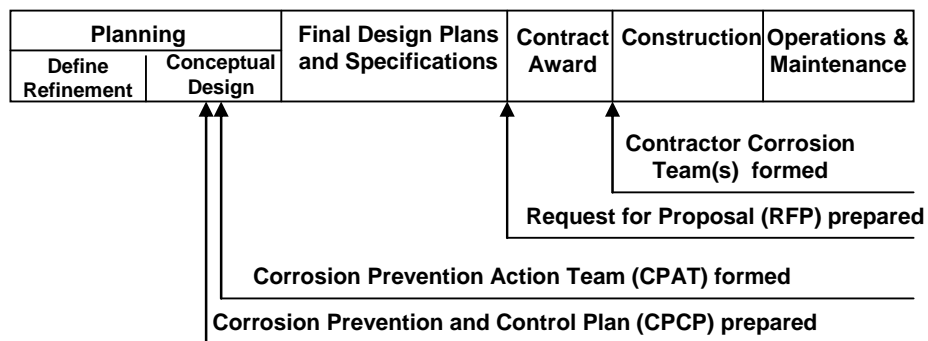 Planning
Define
Refinement
Conceptual
Design
Final Design Plans
and Specifications
Contract
Award
Construction
Operations &
Maintenance
Contractor Corrosion
Team(s) formed
Request for Proposal (RFP) prepared
Corrosion Prevention Action Team (CPAT) formed
Corrosion Prevention and Control Plan (CPCP) prepared